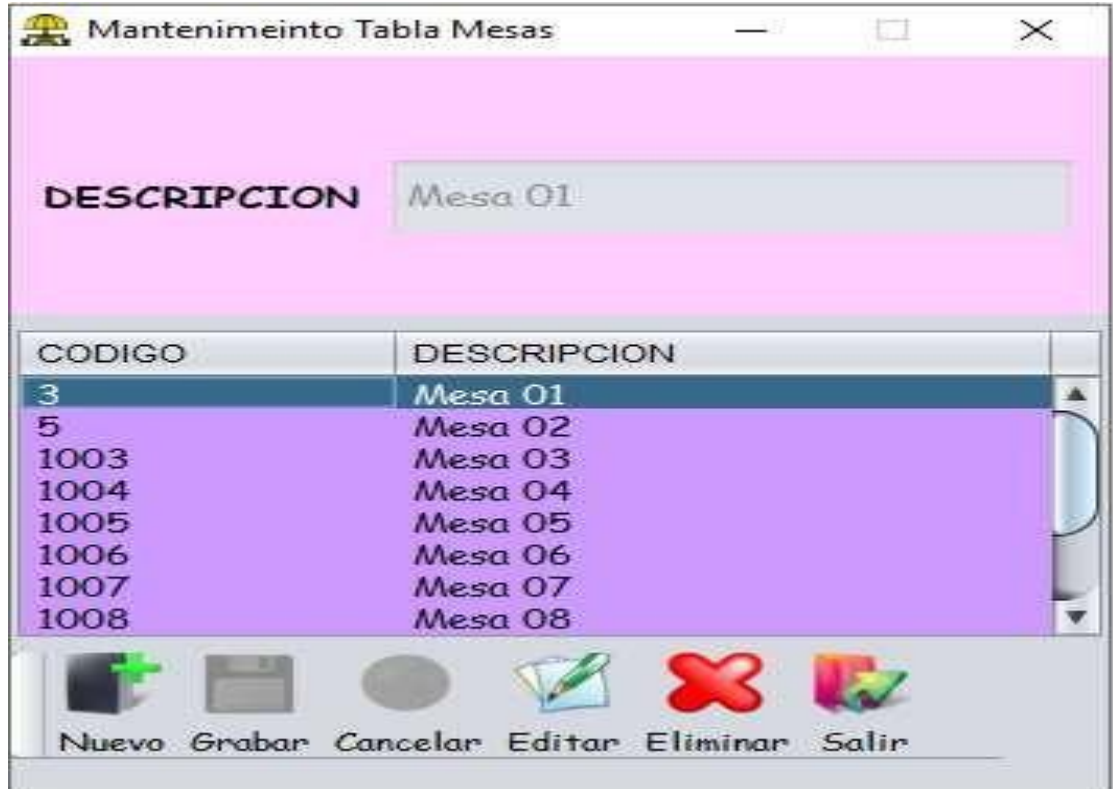 Mantenimeinto Tabla Mesas
DESCRIPCION Mesa 01
CODIGO DESCRIPCION
3 Mesa 01
5 Mesa 02
1003 Mesa 03
1004 Mesa 04
1005 Mesa 05
1006 Mesa 06
1007 Mesa 07
1008 Mesa 08
Nuevo Grabar Cancelar Editar Eliminar Salir